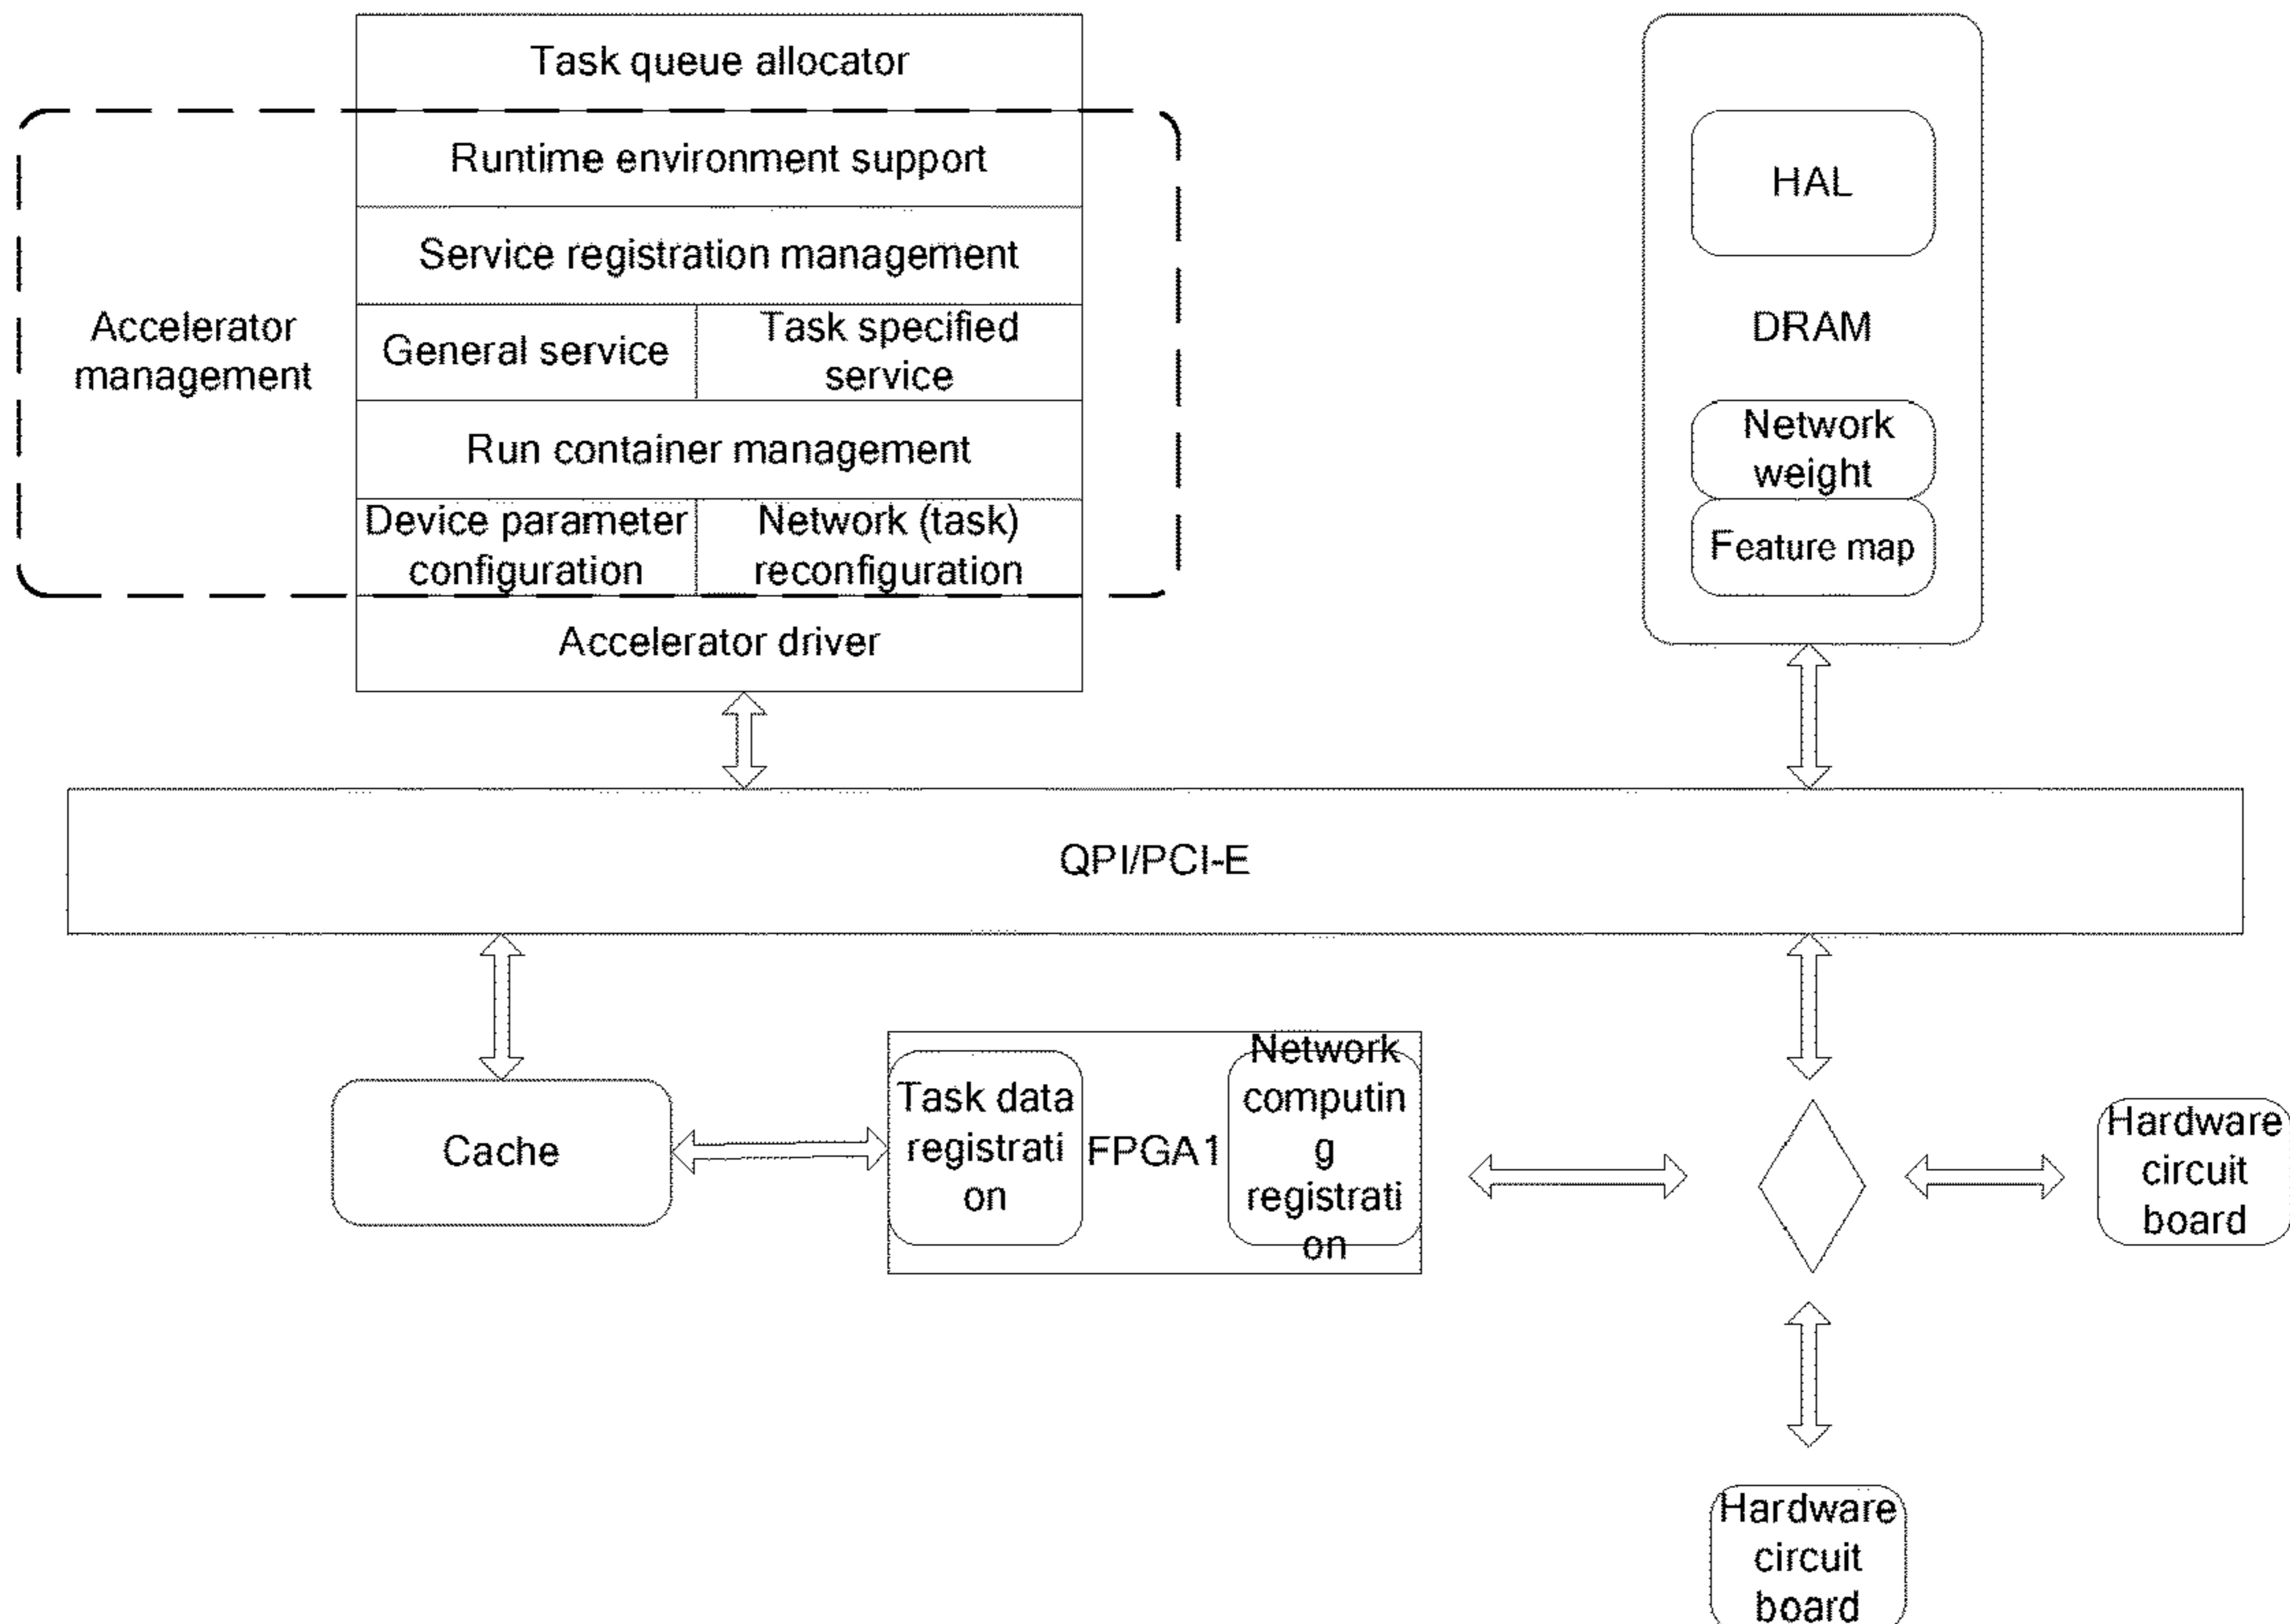 Task queue allocator
Runtime environment support
Service registration management
Accelerator
management
General service
Task specified
service
Run container management
Device parameter
configuration
Network (task)
reconfiguration
Accelerator driver
HAL
DRAM
Network
weight
Feature map
QPI/PCI-E
Cache
Task data
registrati
on
FPGA1
Network
computin
g
registrati
on
Hardware
circuit
board
Hardware
circuit
board